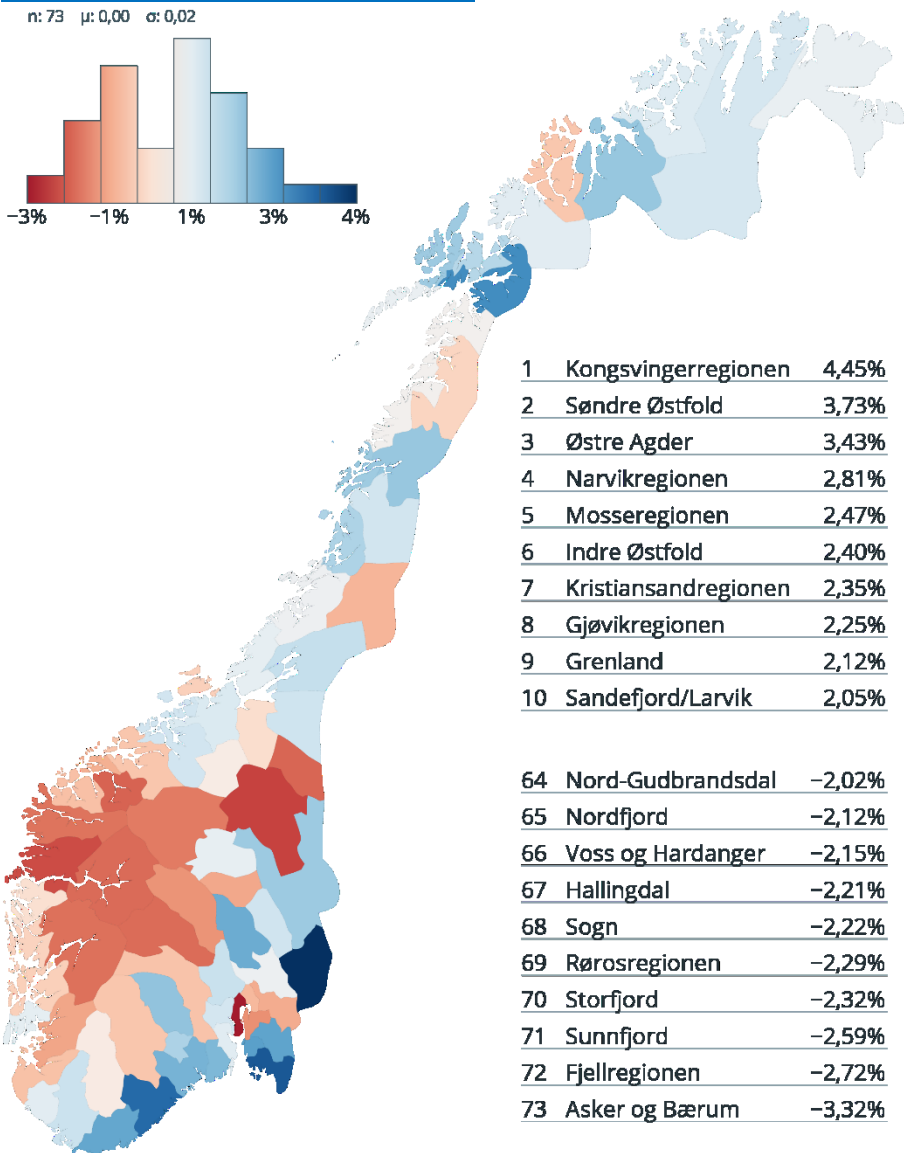 n: 73 µ: 0,00 σ: 0,02
−3% −1% 1% 3% 4%
1 Kongsvingerregionen 4,45%
2 Søndre Østfold 3,73%
3 Østre Agder 3,43%
4 Narvikregionen 2,81%
5 Mosseregionen 2,47%
6 Indre Østfold 2,40%
7 Kristiansandregionen 2,35%
8 Gjøvikregionen 2,25%
9 Grenland 2,12%
10 Sandefjord/Larvik 2,05%
64 Nord-Gudbrandsdal −2,02%
65 Nordfjord −2,12%
66 Voss og Hardanger −2,15%
67 Hallingdal −2,21%
68 Sogn −2,22%
69 Rørosregionen −2,29%
70 Storfjord −2,32%
71 Sunnfjord −2,59%
72 Fjellregionen −2,72%
73 Asker og Bærum −3,32%